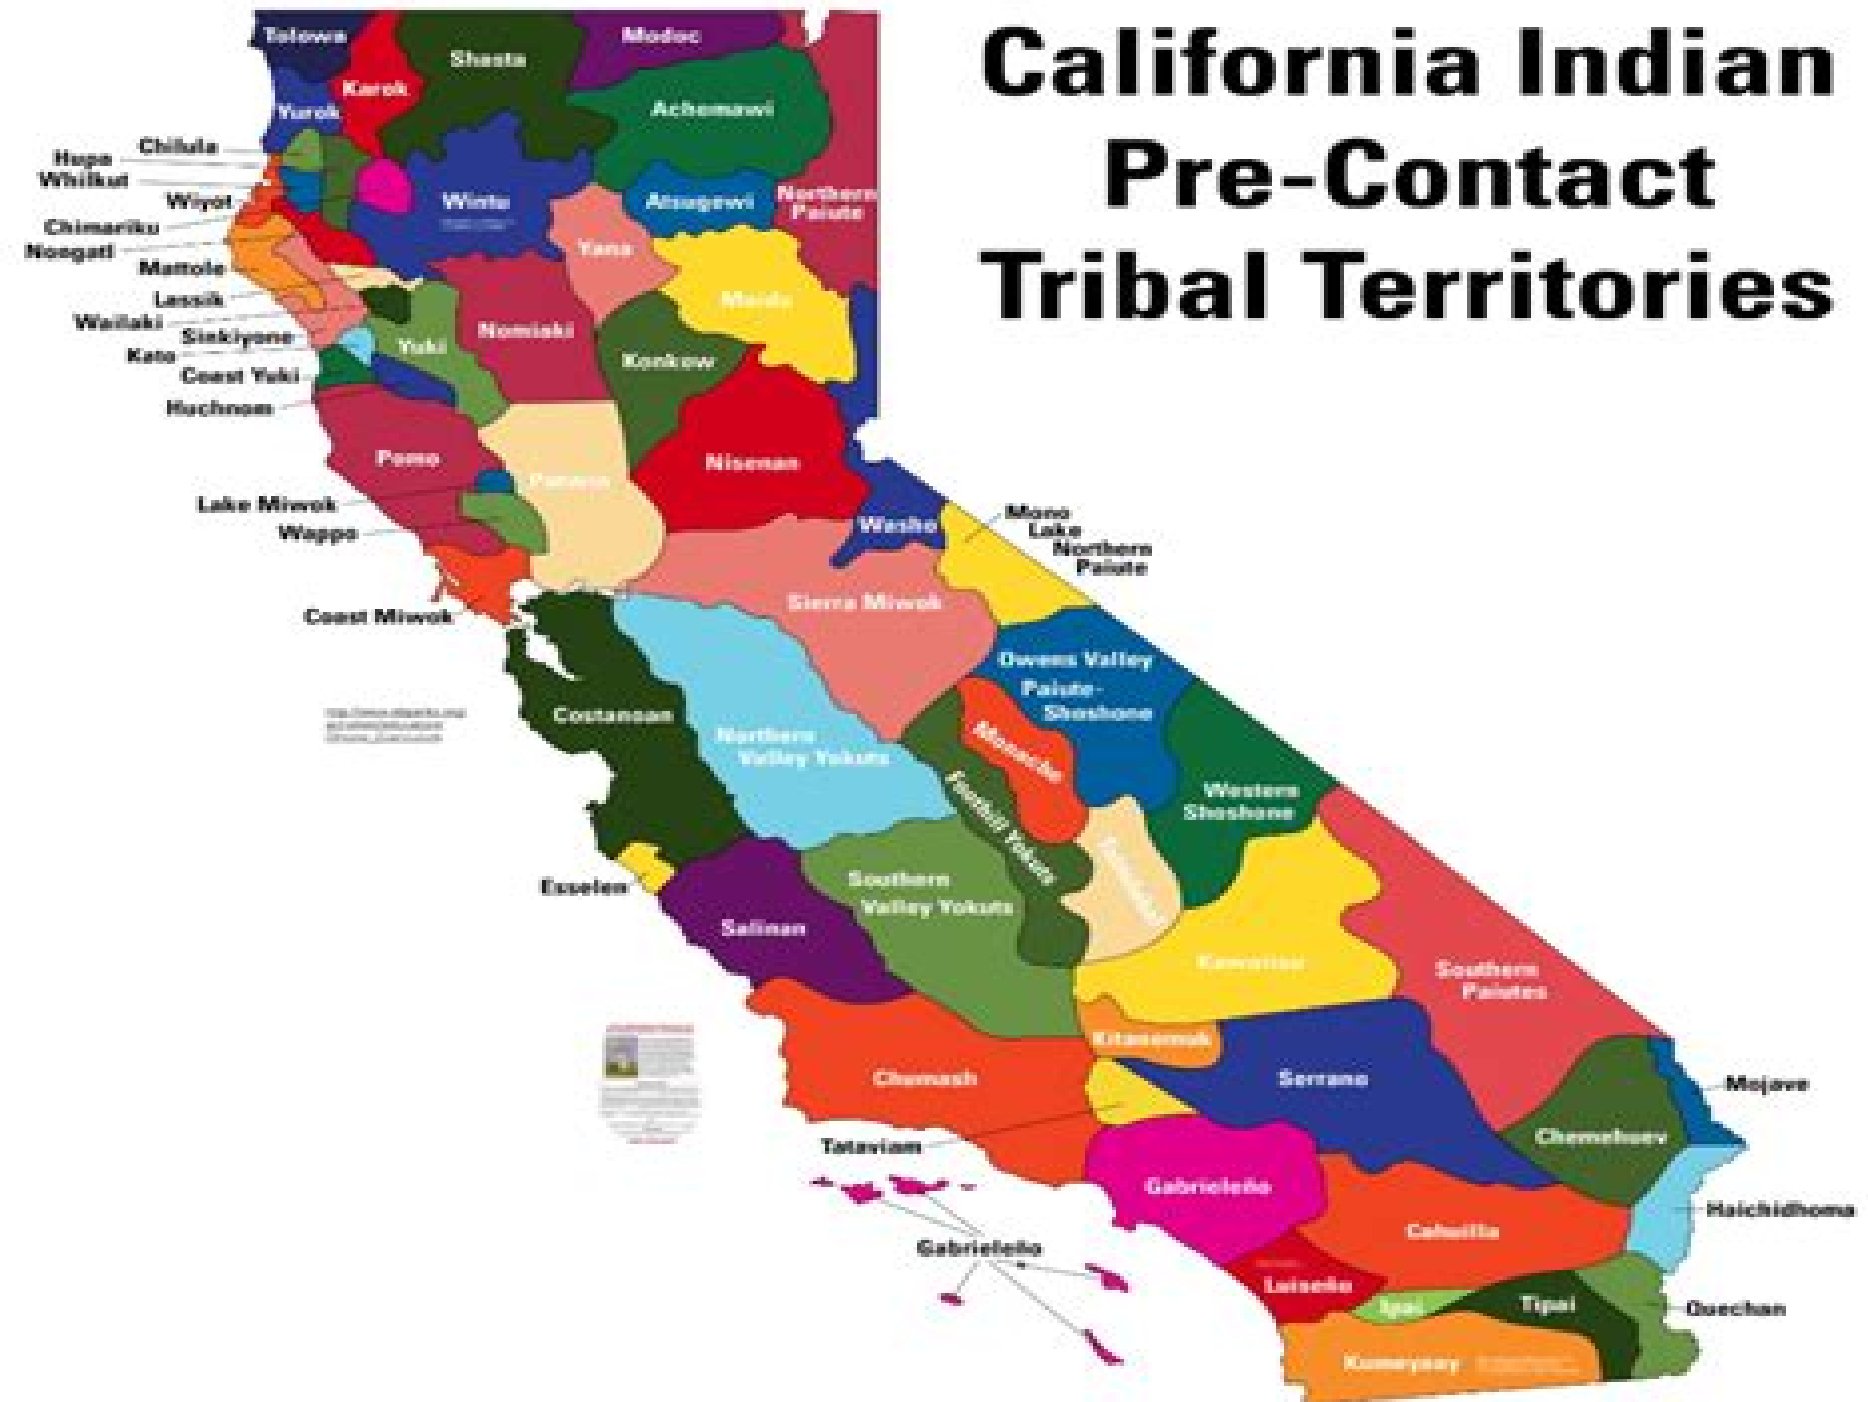 California Indian
Pre-Contact
Tribal Territories
Tolowa
Modoc
Shasta
Karok
Yurok
Achomawi
Chilula
Hupa
Whilkut
Wiyot
Wintu
Atsugewi
Northern
Paiute
Chimariku
Nongatl
Yana
Mattole
Lassik
Maidu
Wailaki
Sinkiyone
Nomlaki
Yuki
Kato
Konkow
Coast Yuki
Huchnom
Pomo
Nisenan
Patwin
Lake Miwok
Wappo
Washo
Mono
Lake
Northern
Paiute
Sierra Miwok
Coast Miwok
Owens Valley
Paiute-
Shoshone
Costanoan
Northern
Valley Yokuts
Monache
Foothill Yokuts
Western
Shoshone
Esselen
Southern
Valley Yokuts
Salinan
Kawaiisu
Southern
Paiutes
Kitanemuk
Chumash
Serrano
Mojave
Tataviam
Chemehuev
Gabrieleño
Halchidhoma
Cahuilla
Gabrieleño
Luiseño
Ipai
Tipai
Quechan
Kumeyaay